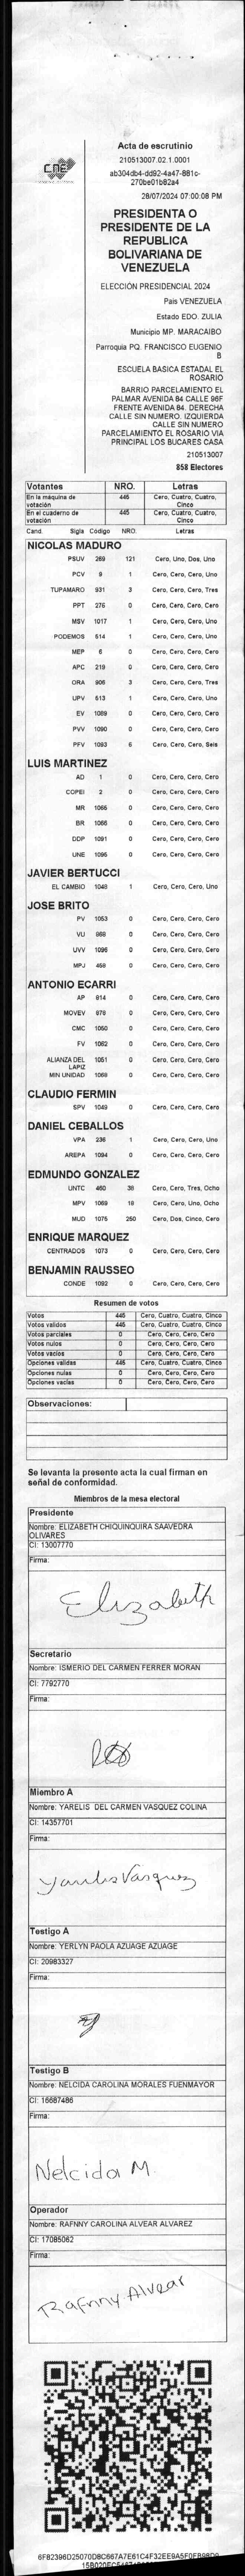 CNE
Acta de escrutinio
210513007.02.1.0001
ab304db4-dd92-4a47-881c-
270be01b82a4
28/07/2024 07:00:08 PM
PRESIDENTA O
PRESIDENTE DE LA
REPUBLICA
BOLIVARIANA DE
VENEZUELA
ELECCIÓN PRESIDENCIAL 2024
Pais VENEZUELA
Estado EDO. ZULIA
Municipio MP. MARACAIBO
Parroquia PQ. FRANCISCO EUGENIO
B
ESCUELA BASICA ESTADAL EL
ROSARIO
BARRIO PARCELAMIENTO EL
PALMAR AVENIDA 84 CALLE 96F
FRENTE AVENIDA 84. DERECHA
CALLE SIN NUMERO. IZQUIERDA
CALLE SIN NUMERO
PARCELAMIENTO EL ROSARIO VIA
PRINCIPAL LOS BUCARES CASA
210513007
858 Electores
Votantes NRO. Letras
En la máquina de votación 445 Cero, Cuatro, Cuatro, Cinco
En el cuaderno de votación 445 Cero, Cuatro, Cuatro, Cinco
Cand. Sigla Codigo NRO. Letras
NICOLAS MADURO
PSUV 269 121 Cero, Uno, Dos, Uno
PCV 9 1 Cero, Cero, Cero, Uno
TUPAMARO 931 3 Cero, Cero, Cero, Tres
PPT 276 0 Cero, Cero, Cero, Cero
MSV 1017 1 Cero, Cero, Cero, Uno
PODEMOS 514 1 Cero, Cero, Cero, Uno
MEP 6 0 Cero, Cero, Cero, Cero
APC 219 0 Cero, Cero, Cero, Cero
ORA 906 3 Cero, Cero, Cero, Tres
UPV 513 1 Cero, Cero, Cero, Uno
EV 1089 0 Cero, Cero, Cero, Cero
PVV 1090 0 Cero, Cero, Cero, Cero
PFV 1093 6 Cero, Cero, Cero, Seis
LUIS MARTINEZ
AD 1 0 Cero, Cero, Cero, Cero
COPEI 2 0 Cero, Cero, Cero, Cero
MR 1065 0 Cero, Cero, Cero, Cero
BR 1066 0 Cero, Cero, Cero, Cero
DDP 1091 0 Cero, Cero, Cero, Cero
UNE 1095 0 Cero, Cero, Cero, Cero
JAVIER BERTUCCI
EL CAMBIO 1048 1 Cero, Cero, Cero, Uno
JOSE BRITO
PV 1053 0 Cero, Cero, Cero, Cero
VU 968 0 Cero, Cero, Cero, Cero
UVV 1096 0 Cero, Cero, Cero, Cero
MPJ 458 0 Cero, Cero, Cero, Cero
ANTONIO ECARRI
AP 814 0 Cero, Cero, Cero, Cero
MOVEV 978 0 Cero, Cero, Cero, Cero
CMC 1050 0 Cero, Cero, Cero, Cero
FV 1062 0 Cero, Cero, Cero, Cero
ALIANZA DEL LAPIZ 1051 0 Cero, Cero, Cero, Cero
MIN UNIDAD 1068 0 Cero, Cero, Cero, Cero
CLAUDIO FERMIN
SPV 1049 0 Cero, Cero, Cero, Cero
DANIEL CEBALLOS
VPA 236 1 Cero, Cero, Cero, Uno
AREPA 1094 0 Cero, Cero, Cero, Cero
EDMUNDO GONZALEZ
UNTC 460 38 Cero, Cero, Tres, Ocho
MPV 1069 18 Cero, Cero, Uno, Ocho
MUD 1075 250 Cero, Dos, Cinco, Cero
ENRIQUE MARQUEZ
CENTRADOS 1073 0 Cero, Cero, Cero, Cero
BENJAMIN RAUSSEO
CONDE 1092 0 Cero, Cero, Cero, Cero
Resumen de votos
Votos 445 Cero, Cuatro, Cuatro, Cinco
Votos validos 445 Cero, Cuatro, Cuatro, Cinco
Votos parciales 0 Cero, Cero, Cero, Cero
Votos nulos 0 Cero, Cero, Cero, Cero
Votos vacios 0 Cero, Cero, Cero, Cero
Opciones validas 445 Cero, Cuatro, Cuatro, Cinco
Opciones nulas 0 Cero, Cero, Cero, Cero
Opciones vacias 0 Cero, Cero, Cero, Cero
Observaciones:
Se levanta la presente acta la cual firman en
señal de conformidad.
Miembros de la mesa electoral
Presidente
Nombre: ELIZABETH CHIQUINQUIRA SAAVEDRA
OLIVARES
CI: 13007770
Firma:
Elizabeth
Secretario
Nombre: ISMERIO DEL CARMEN FERRER MORAN
CI: 7792770
Firma:
Miembro A
Nombre: YARELIS DEL CARMEN VASQUEZ COLINA
CI: 14357701
Firma:
Yarelis Vasquez
Testigo A
Nombre: YERLYN PAOLA AZUAGE AZUAGE
CI: 20983327
Firma:
Testigo B
Nombre: NELCIDA CAROLINA MORALES FUENMAYOR
CI: 16687486
Firma:
Nelcida M
Operador
Nombre: RAFNNY CAROLINA ALVEAR ALVAREZ
CI: 17085062
Firma:
Rafnny Alvear
6F82396D25070D8C667A7E61C4F32EE9A5F0FB98D9